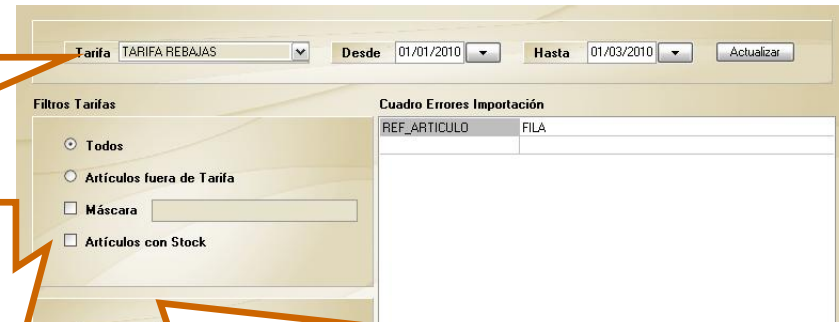 Tarifa TARIFA REBAJAS Desde 01/01/2010 Hasta 01/03/2010 Actualizar
Filtros Tarifas
Todos
Artículos fuera de Tarifa
Máscara
Artículos con Stock
Cuadro Errores Importación
REF_ARTICULO FILA